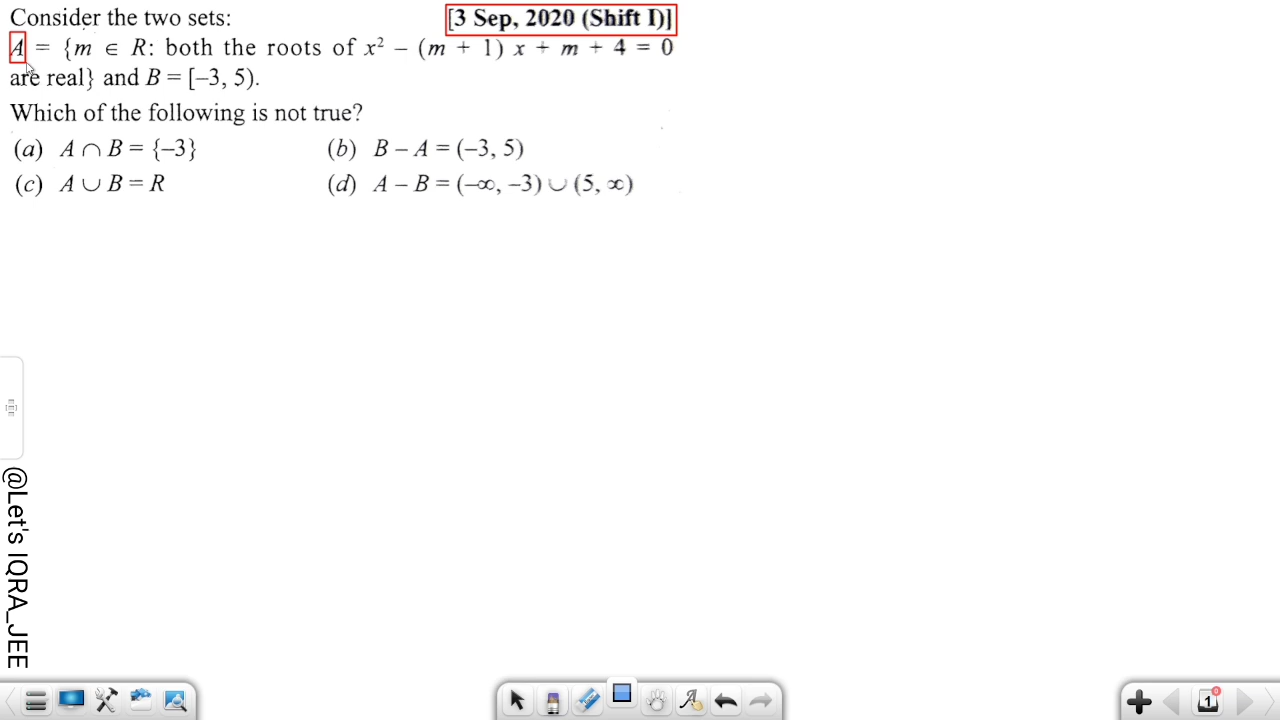 Consider the two sets: [3 Sep, 2020 (Shift I)]
A = {m ∈ R: both the roots of x² – (m + 1) x + m + 4 = 0
are real} and B = [–3, 5).
Which of the following is not true?
(a) A ∩ B = {–3} (b) B – A = (–3, 5)
(c) A ∪ B = R (d) A – B = (–∞, –3) ∪ (5, ∞)
@Let's IQRA_JEE
1